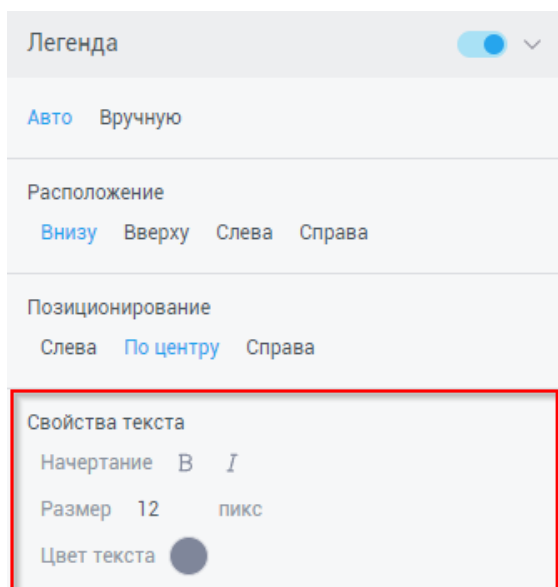 Легенда
Авто Вручную
Расположение
Внизу Вверху Слева Справа
Позиционирование
Слева По центру Справа
Свойства текста
Начертание B I
Размер 12 пикс
Цвет текста